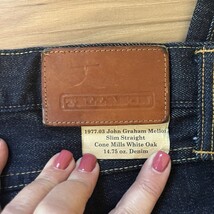 1977.03 John Graham Mellor
Slim Straight
Cone Mills White Oak
14.75 oz. Denim